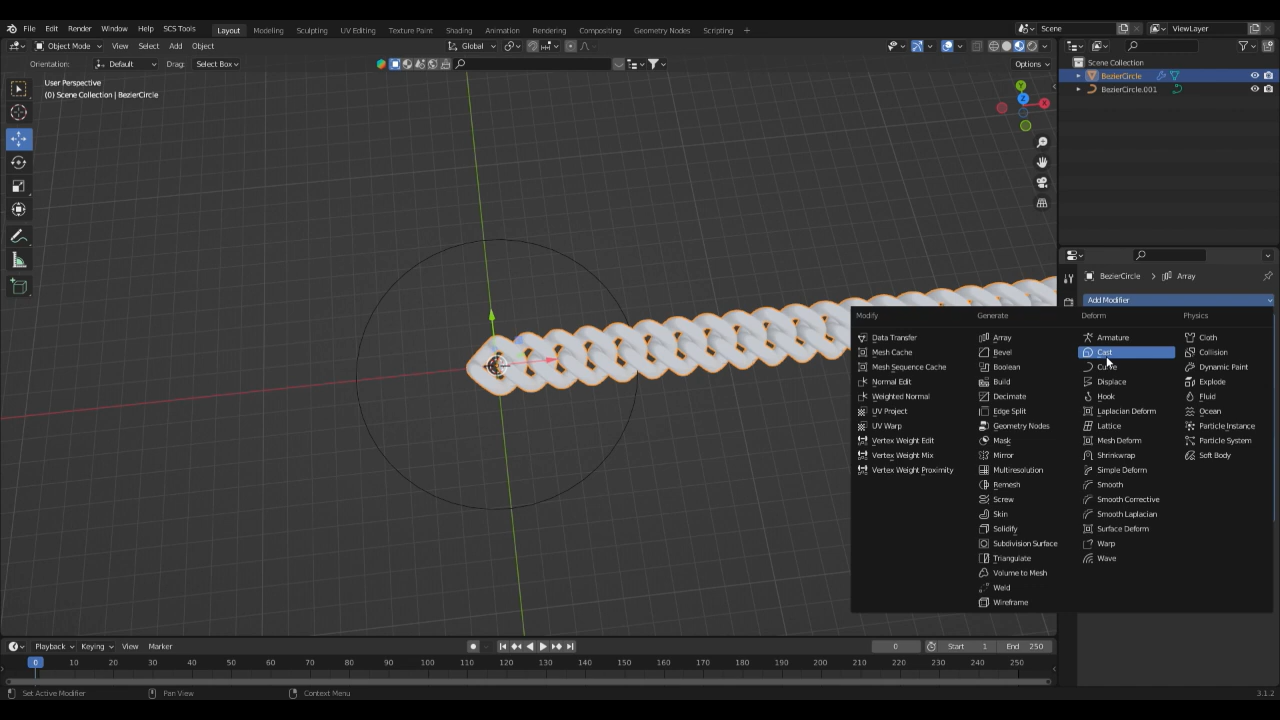 File Edit Render Window Help SCS Tools Layout Modeling Sculpting UV Editing Texture Paint Shading Animation Rendering Compositing Geometry Nodes Scripting + Scene ViewLayer
Object Mode View Select Add Object Global
Orientation: Default Drag: Select Box Options
User Perspective
(0) Scene Collection | BezierCircle
Scene Collection
BezierCircle
BezierCircle.001
BezierCircle > Array
Add Modifier
Modify Generate Deform Physics
Data Transfer Array Armature Cloth
Mesh Cache Bevel Cast Collision
Mesh Sequence Cache Boolean Curve Dynamic Paint
Normal Edit Build Displace Explode
Weighted Normal Decimate Hook Fluid
UV Project Edge Split Laplacian Deform Ocean
UV Warp Geometry Nodes Lattice Particle Instance
Vertex Weight Edit Mask Mesh Deform Particle System
Vertex Weight Mix Mirror Shrinkwrap Soft Body
Vertex Weight Proximity Multiresolution Simple Deform
Remesh Smooth
Screw Smooth Corrective
Skin Smooth Laplacian
Solidify Surface Deform
Subdivision Surface Warp
Triangulate Wave
Volume to Mesh
Weld
Wireframe
Playback Keying View Marker 0 Start 1 End 250
0 10 20 30 40 50 60 70 80 90 100 110 120 130 140 150 160 170 180 190 200 210 220 230 240 250
Set Active Modifier Pan View Context Menu 3.1.2